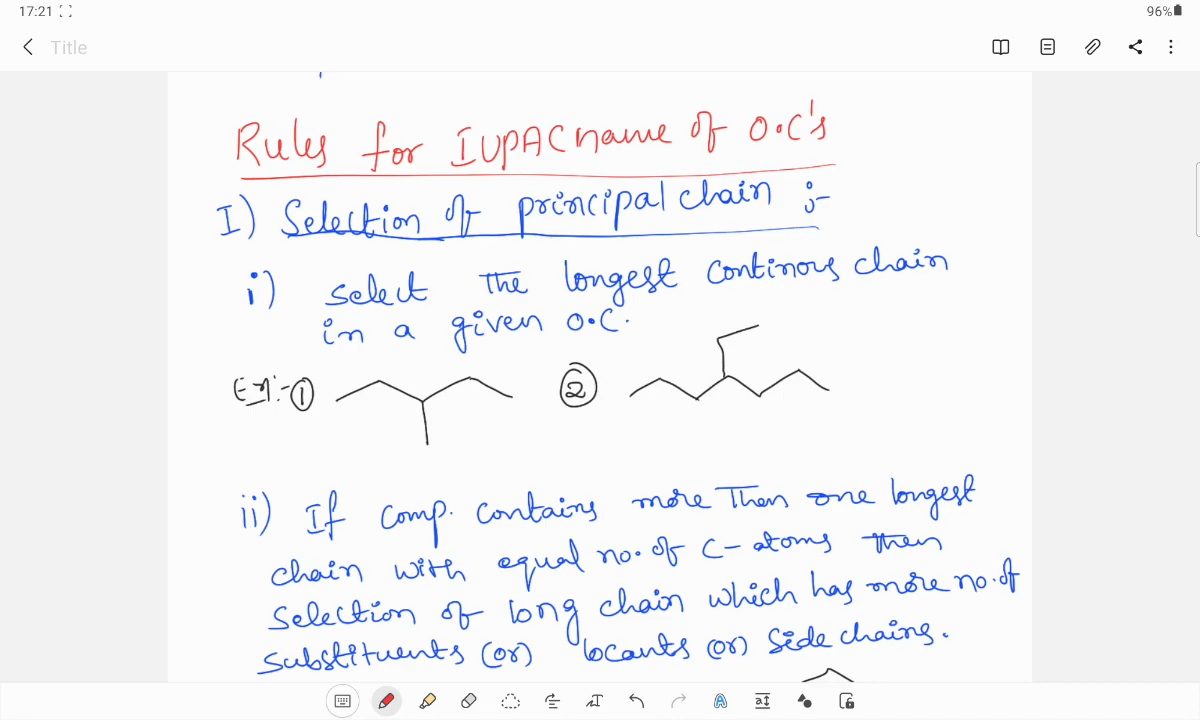 17:21
96%
Title
Rules for IUPAC name of O.C's
I) Selection of principal chain :-
i) select the longest continous chain
in a given O.C.
Ex:- ① ②
ii) If comp. contains more then one longest
chain with equal no. of C- atoms then
selection of long chain which has more no. of
substituents (or) locants (or) side chains.